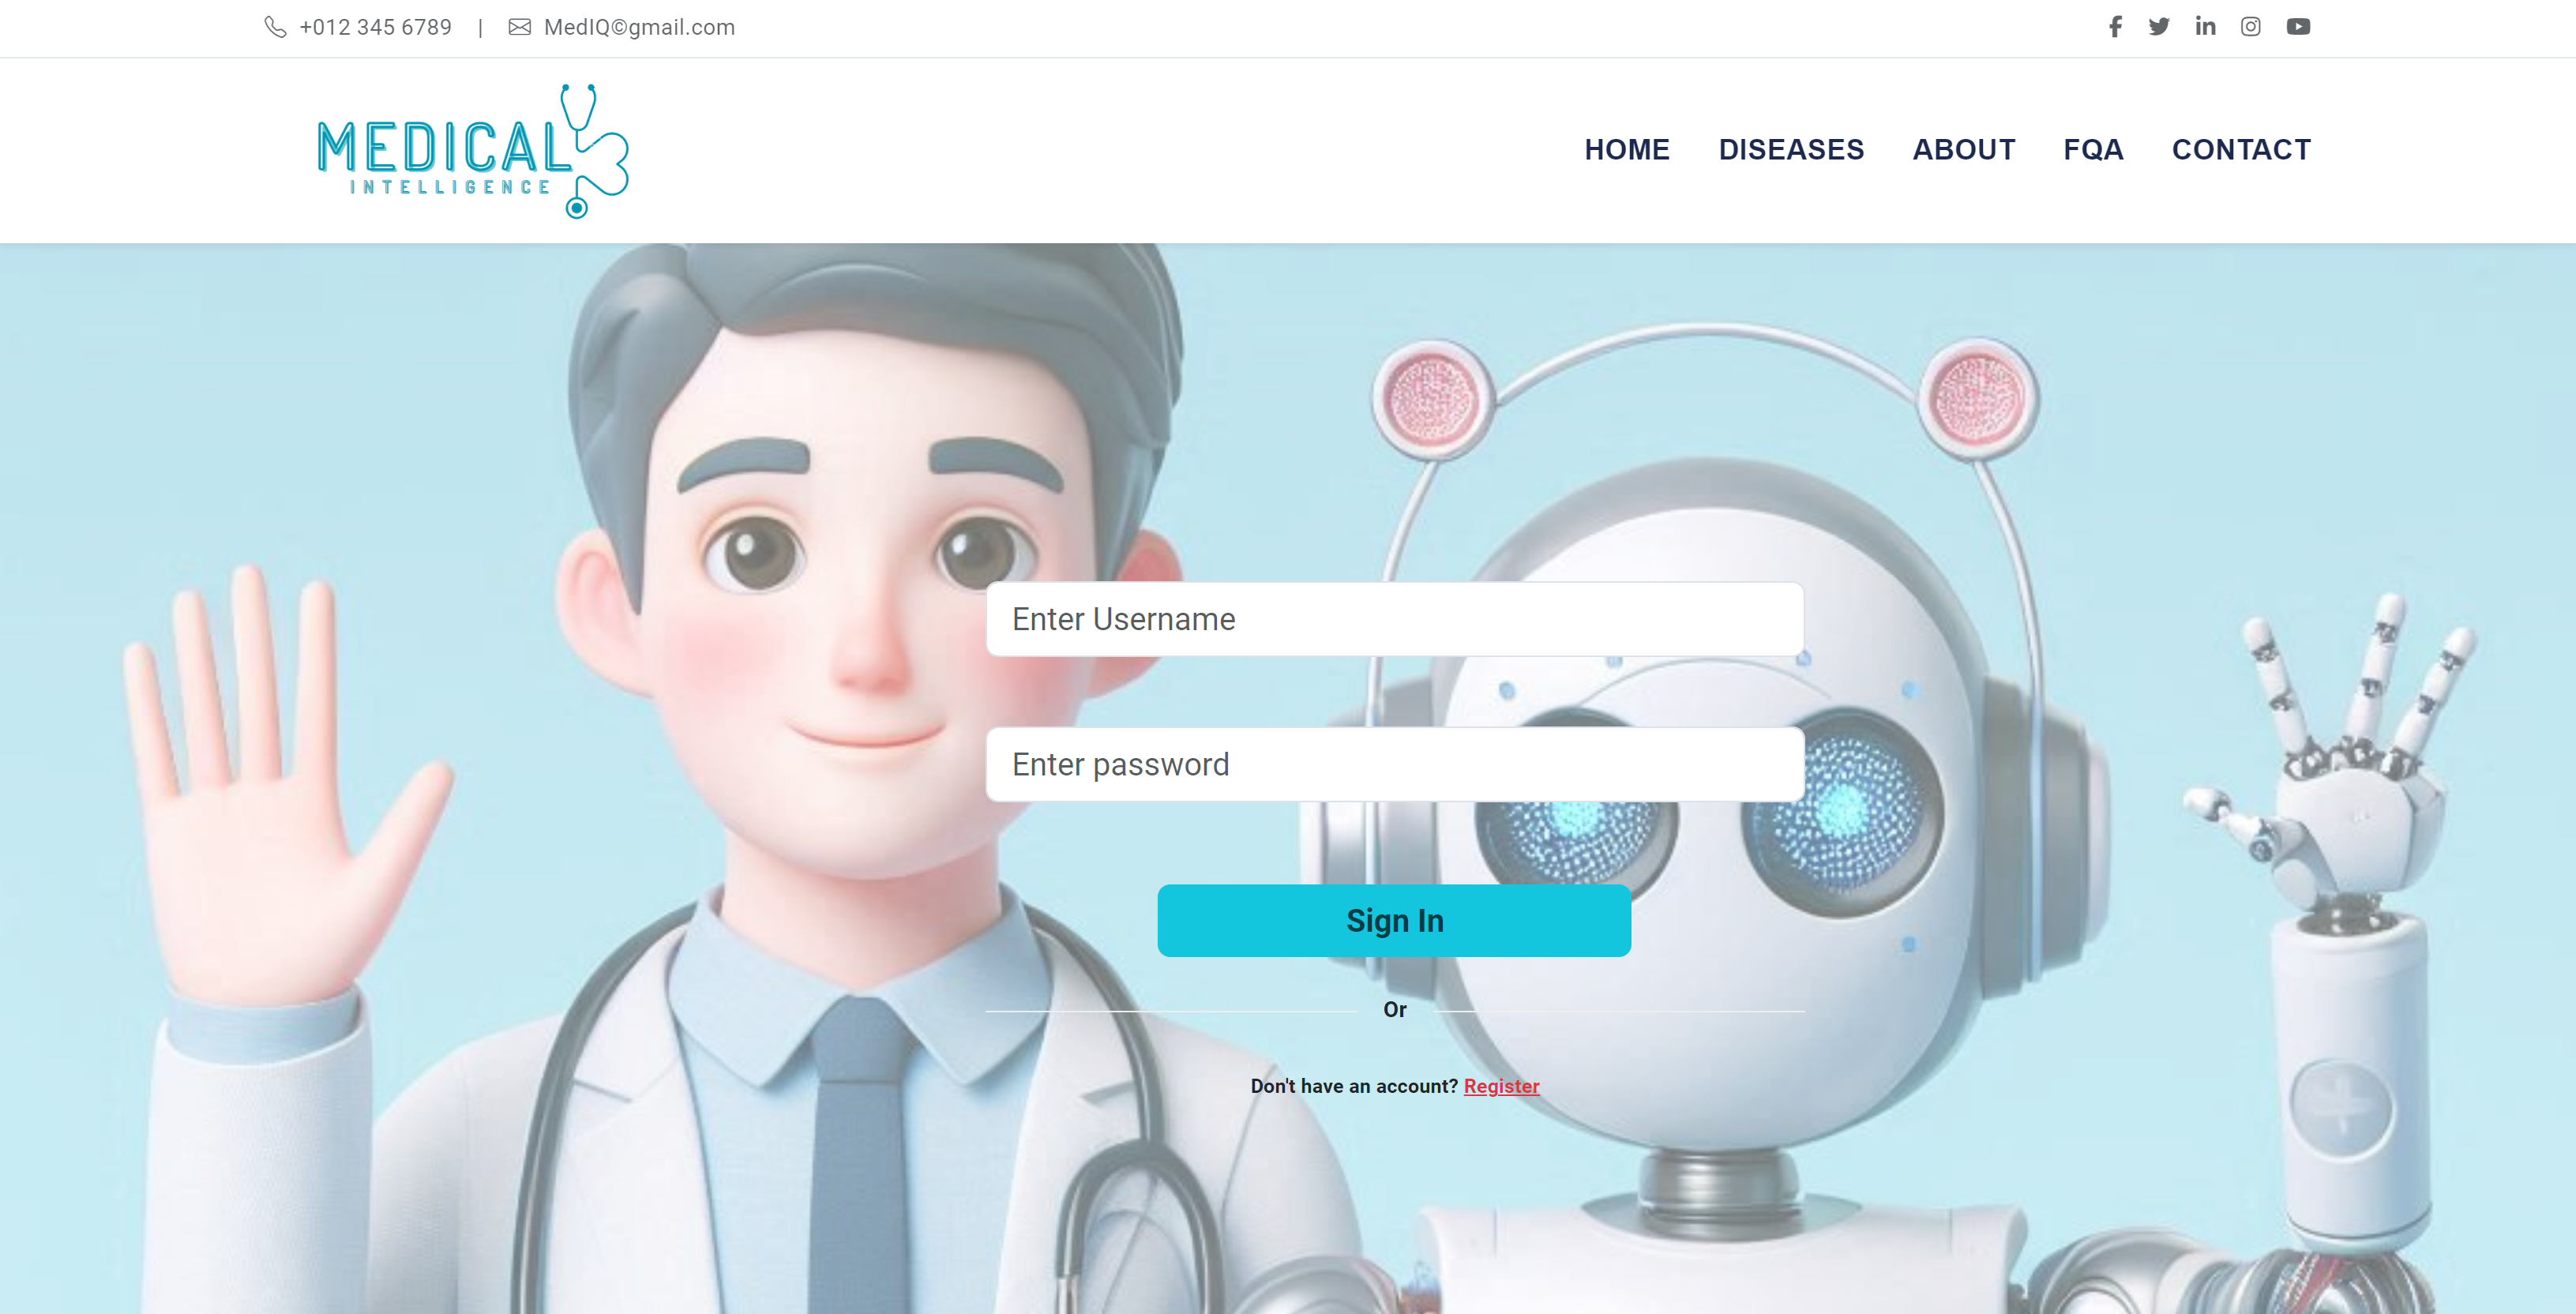 +012 345 6789 | MedIQ©gmail.com
MEDICAL
INTELLIGENCE
HOME DISEASES ABOUT FQA CONTACT
Enter Username
Enter password
Sign In
Or
Don't have an account? Register